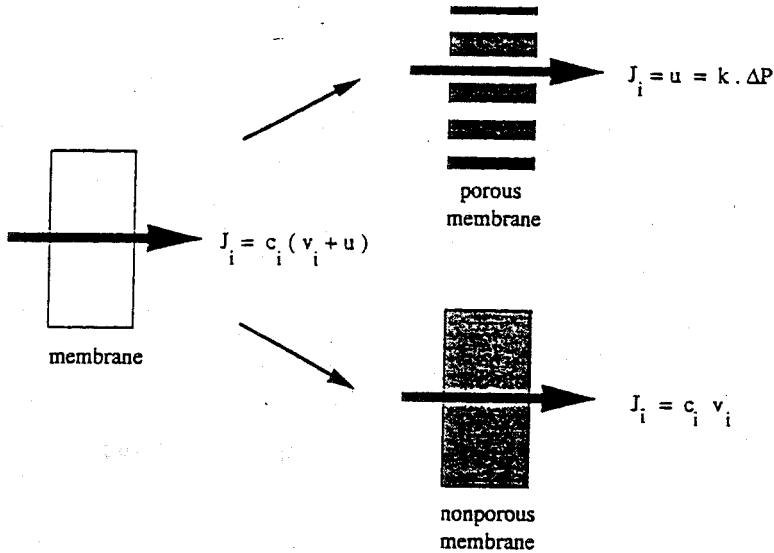 J_i = u = k . ΔP
porous
membrane
J_i = c_i ( v_i + u )
membrane
J_i = c_i v_i
nonporous
membrane